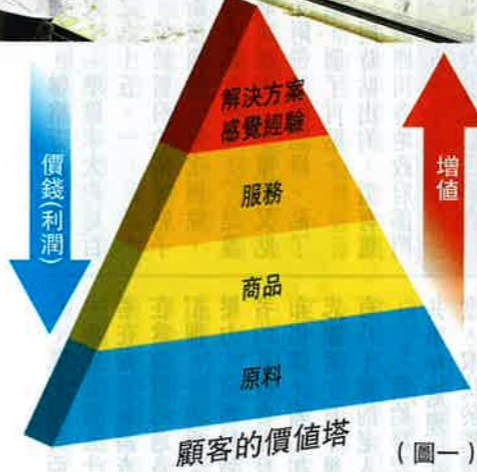 解決方案
感覺經驗
服務
商品
原料
價錢(利潤)
增值
顧客的價值塔
(圖一)